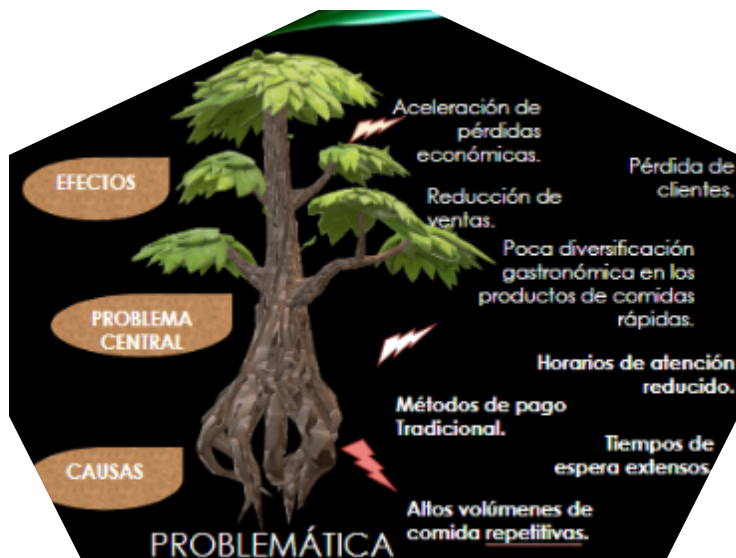 Aceleración de
pérdidas
económicas.
EFECTOS
Pérdida de
clientes.
Reducción de
ventas.
Poca diversificación
gastronómica en los
productos de comidas
rápidas.
PROBLEMA
CENTRAL
Horarios de atención
reducido.
Métodos de pago
Tradicional.
Tiempos de
espera extensos.
CAUSAS
Altos volúmenes de
comida repetitivas.
PROBLEMÁTICA